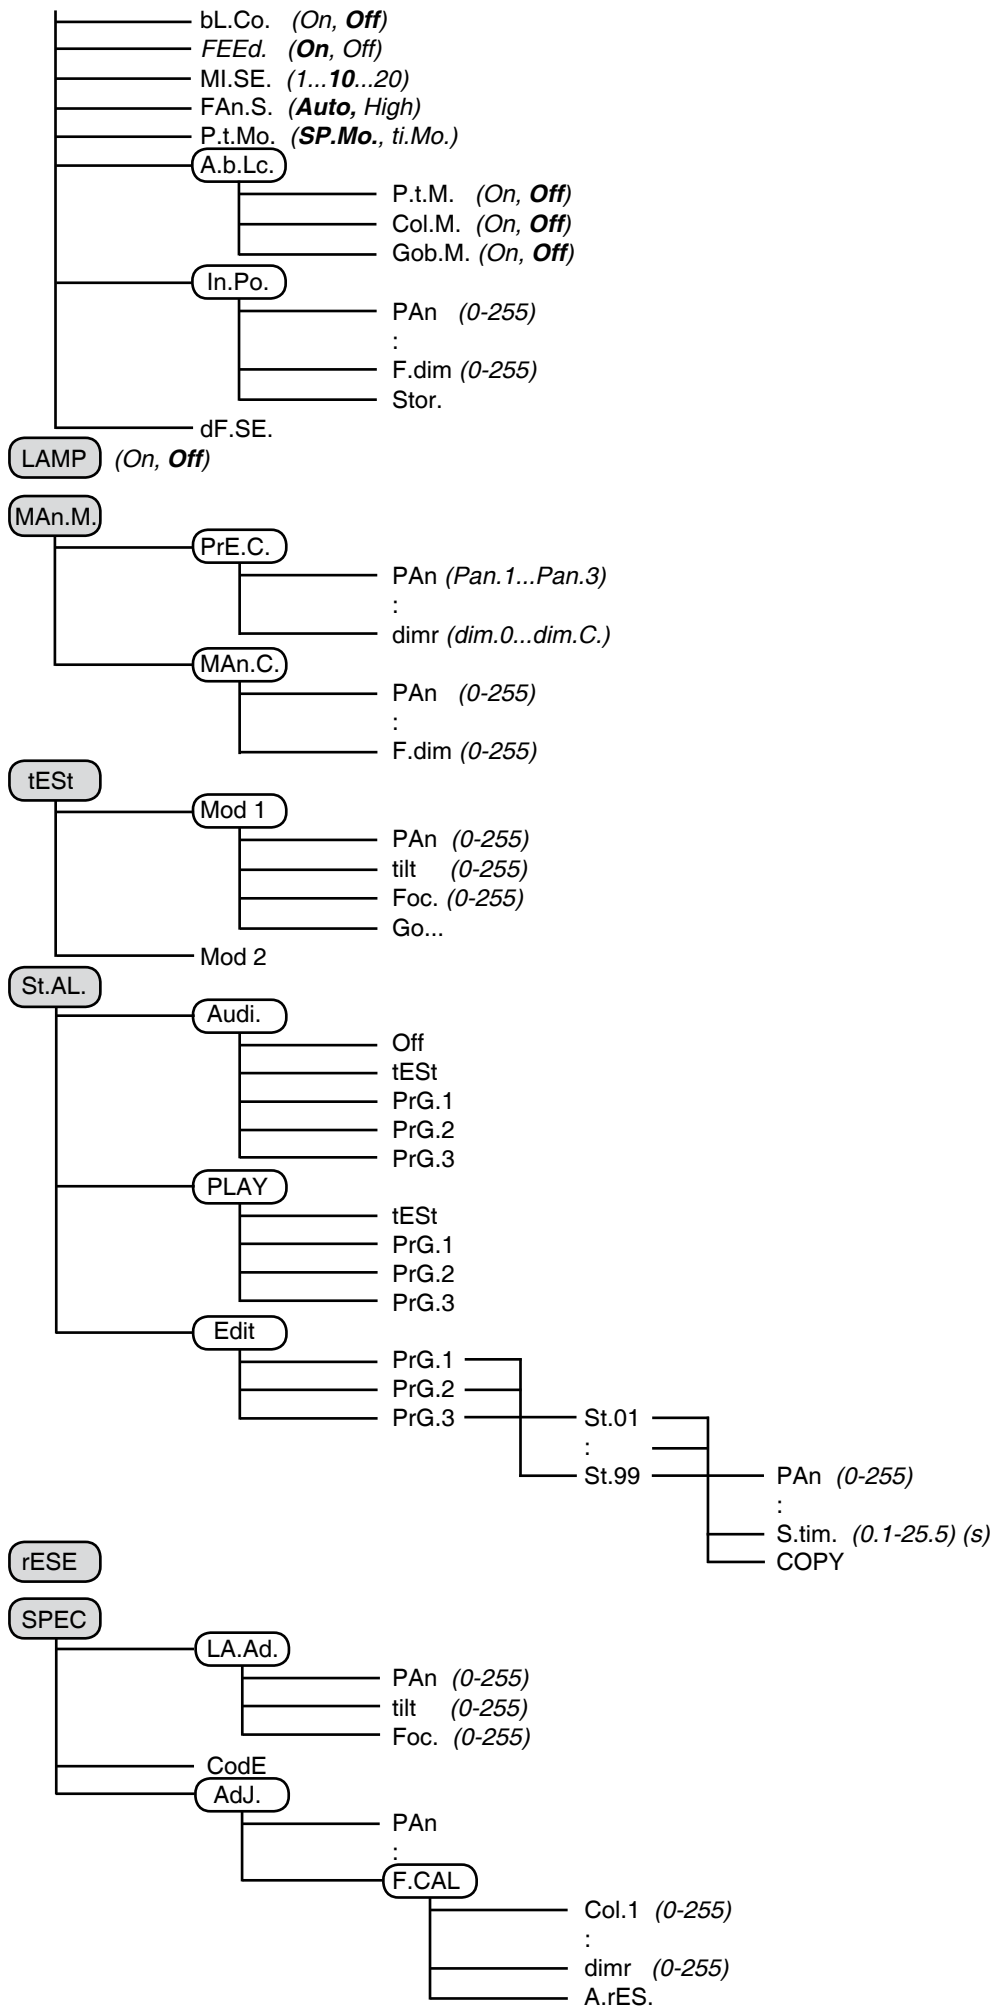 bL.Co. (On, Off)
FEEd. (On, Off)
MI.SE. (1...10...20)
FAn.S. (Auto, High)
P.t.Mo. (SP.Mo., ti.Mo.)
A.b.Lc.
P.t.M. (On, Off)
Col.M. (On, Off)
Gob.M. (On, Off)
In.Po.
PAn (0-255)
:
F.dim (0-255)
Stor.
dF.SE.
LAMP (On, Off)
MAn.M.
PrE.C.
PAn (Pan.1...Pan.3)
:
dimr (dim.0...dim.C.)
MAn.C.
PAn (0-255)
:
F.dim (0-255)
tESt
Mod 1
PAn (0-255)
tilt (0-255)
Foc. (0-255)
Go...
Mod 2
St.AL.
Audi.
Off
tESt
PrG.1
PrG.2
PrG.3
PLAY
tESt
PrG.1
PrG.2
PrG.3
Edit
PrG.1
PrG.2
PrG.3 St.01
:
St.99 PAn (0-255)
:
S.tim. (0.1-25.5) (s)
COPY
rESE
SPEC
LA.Ad.
PAn (0-255)
tilt (0-255)
Foc. (0-255)
CodE
AdJ.
PAn
:
F.CAL
Col.1 (0-255)
:
dimr (0-255)
A.rES.